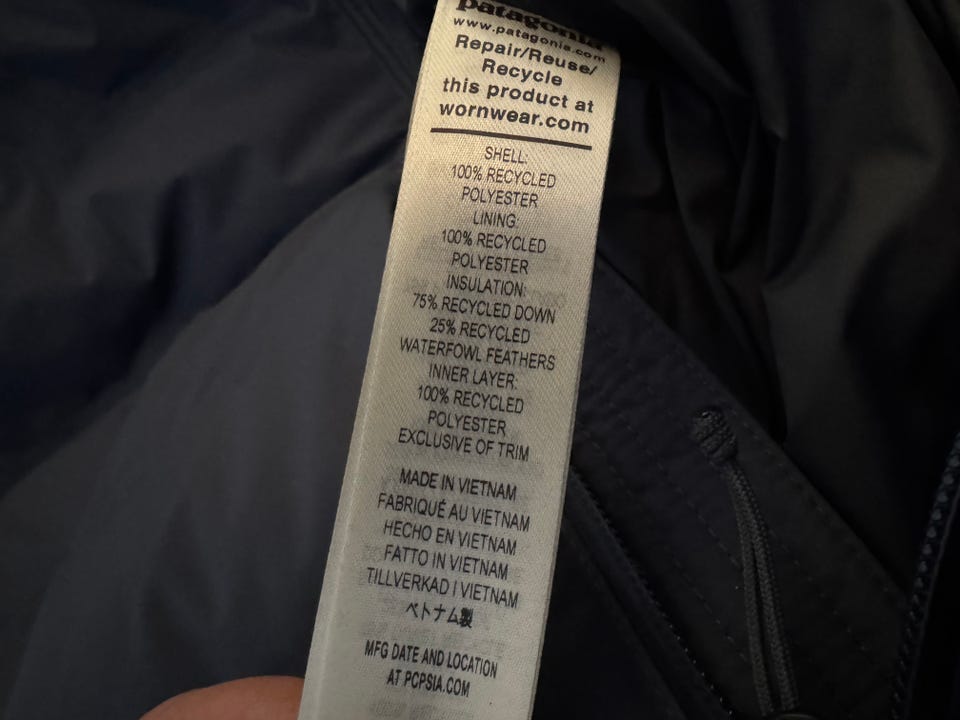 patagonia
www.patagonia.com
Repair/Reuse/
Recycle
this product at
wornwear.com
SHELL:
100% RECYCLED
POLYESTER
LINING:
100% RECYCLED
POLYESTER
INSULATION:
75% RECYCLED DOWN
25% RECYCLED
WATERFOWL FEATHERS
INNER LAYER:
100% RECYCLED
POLYESTER
EXCLUSIVE OF TRIM
MADE IN VIETNAM
FABRIQUÉ AU VIETNAM
HECHO EN VIETNAM
FATTO IN VIETNAM
TILLVERKAD I VIETNAM
ベトナム製
MFG DATE AND LOCATION
AT PCPSIA.COM